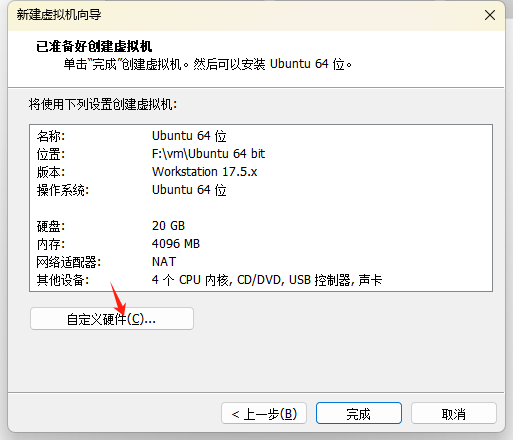 新建虚拟机向导
已准备好创建虚拟机
单击“完成”创建虚拟机。然后可以安装 Ubuntu 64 位。
将使用下列设置创建虚拟机:
名称: Ubuntu 64 位
位置: F:\vm\Ubuntu 64 bit
版本: Workstation 17.5.x
操作系统: Ubuntu 64 位
硬盘: 20 GB
内存: 4096 MB
网络适配器: NAT
其他设备: 4 个 CPU 内核, CD/DVD, USB 控制器, 声卡
自定义硬件(C)...
< 上一步(B) 完成 取消